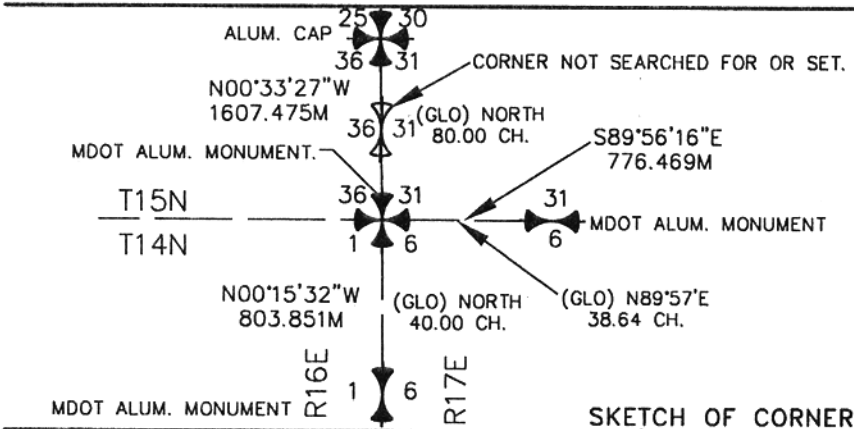 25 30
ALUM. CAP
36 31
CORNER NOT SEARCHED FOR OR SET.
N00°33'27"W
1607.475M
36 31
(GLO) NORTH
80.00 CH.
S89°56'16"E
776.469M
MDOT ALUM. MONUMENT.
36 31
31
T15N
MDOT ALUM. MONUMENT
T14N
1 6
6
N00°15'32"W
803.851M
(GLO) NORTH
40.00 CH.
(GLO) N89°57'E
38.64 CH.
R16E
1 6
R17E
MDOT ALUM. MONUMENT
SKETCH OF CORNER